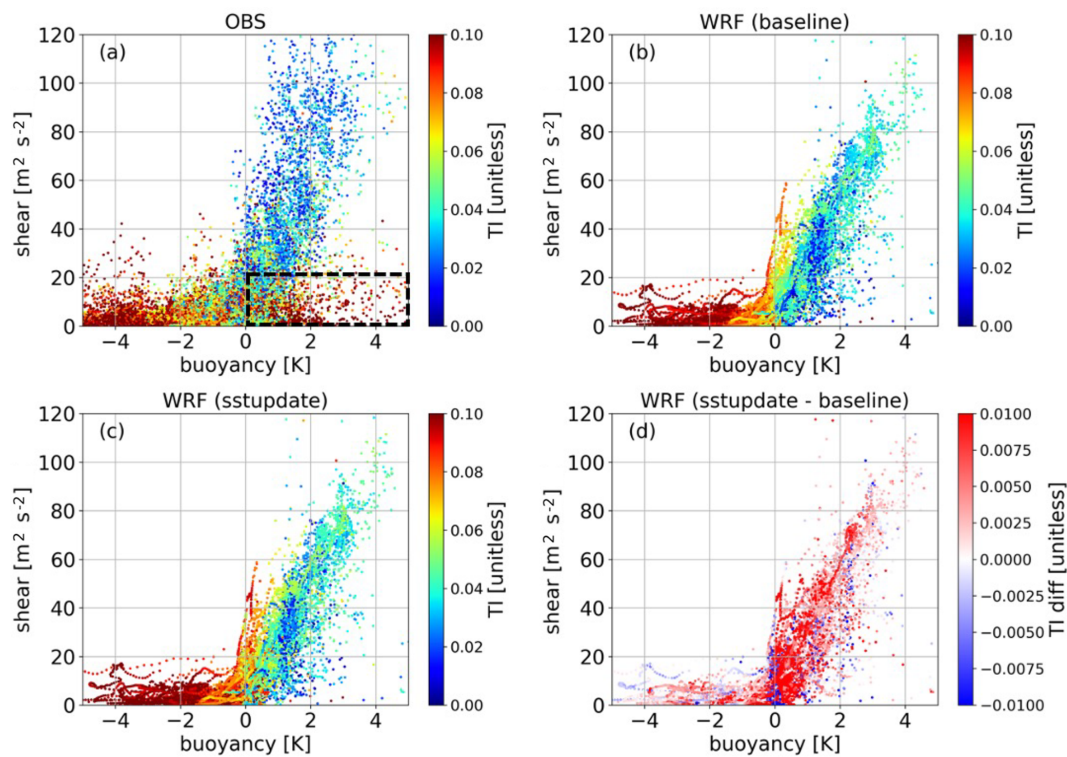 OBS
(a)
shear [m² s⁻²]
120
100
80
60
40
20
0
−4 −2 0 2 4
buoyancy [K]
0.10
0.08
0.06
0.04
0.02
0.00
TI [unitless]
WRF (baseline)
(b)
shear [m² s⁻²]
120
100
80
60
40
20
0
−4 −2 0 2 4
buoyancy [K]
0.10
0.08
0.06
0.04
0.02
0.00
TI [unitless]
WRF (sstupdate)
(c)
shear [m² s⁻²]
120
100
80
60
40
20
0
−4 −2 0 2 4
buoyancy [K]
0.10
0.08
0.06
0.04
0.02
0.00
TI [unitless]
WRF (sstupdate - baseline)
(d)
shear [m² s⁻²]
120
100
80
60
40
20
0
−4 −2 0 2 4
buoyancy [K]
0.0100
0.0075
0.0050
0.0025
0.0000
−0.0025
−0.0050
−0.0075
−0.0100
TI diff [unitless]